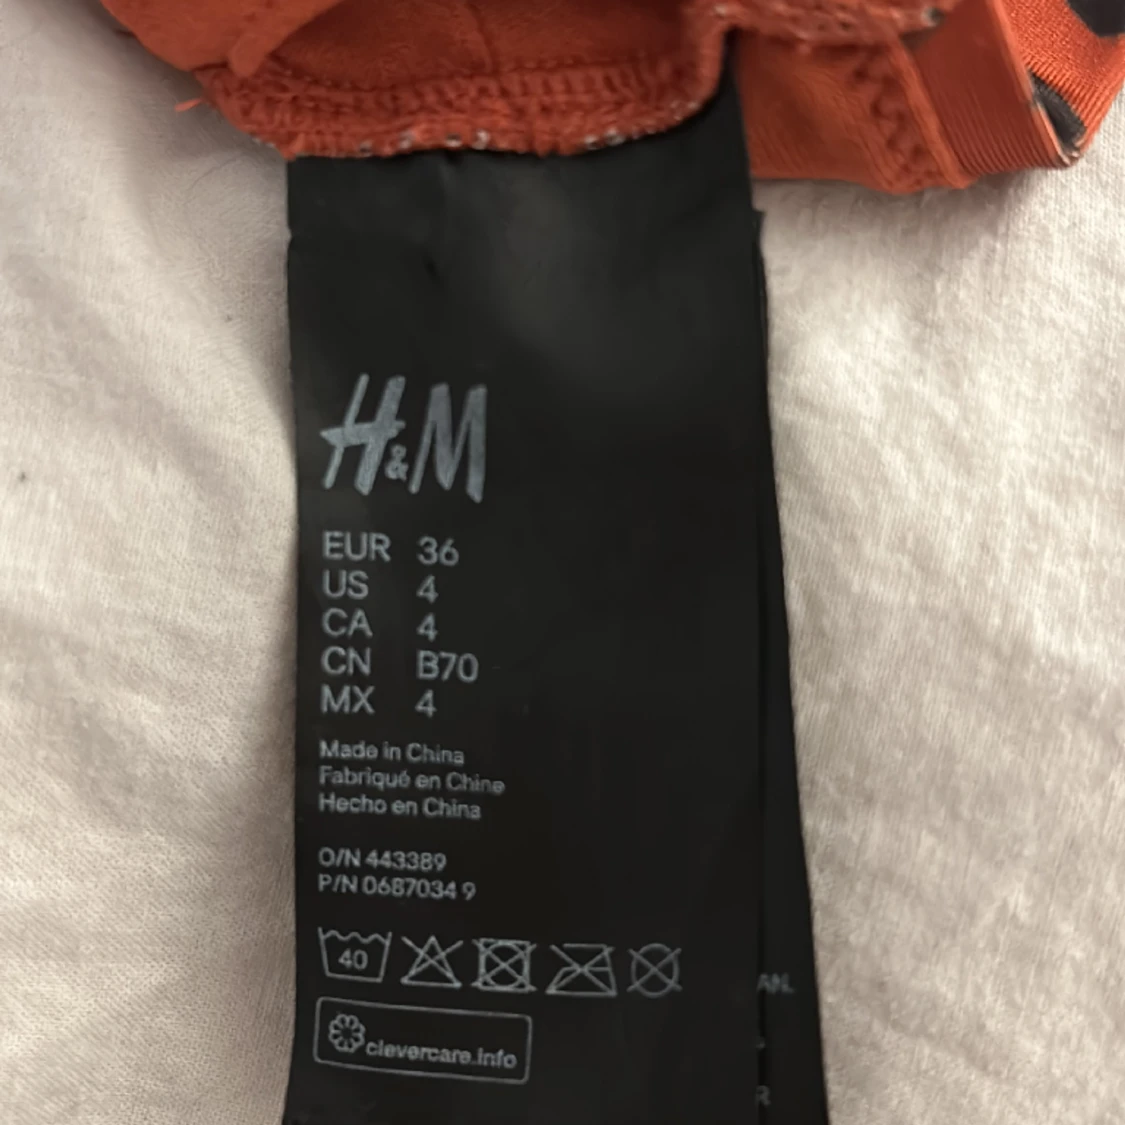 H&M
EUR 36
US 4
CA 4
CN B70
MX 4
Made in China
Fabriqué en Chine
Hecho en China
O/N 443389
P/N 0687034 9
40
clevercare.info
R